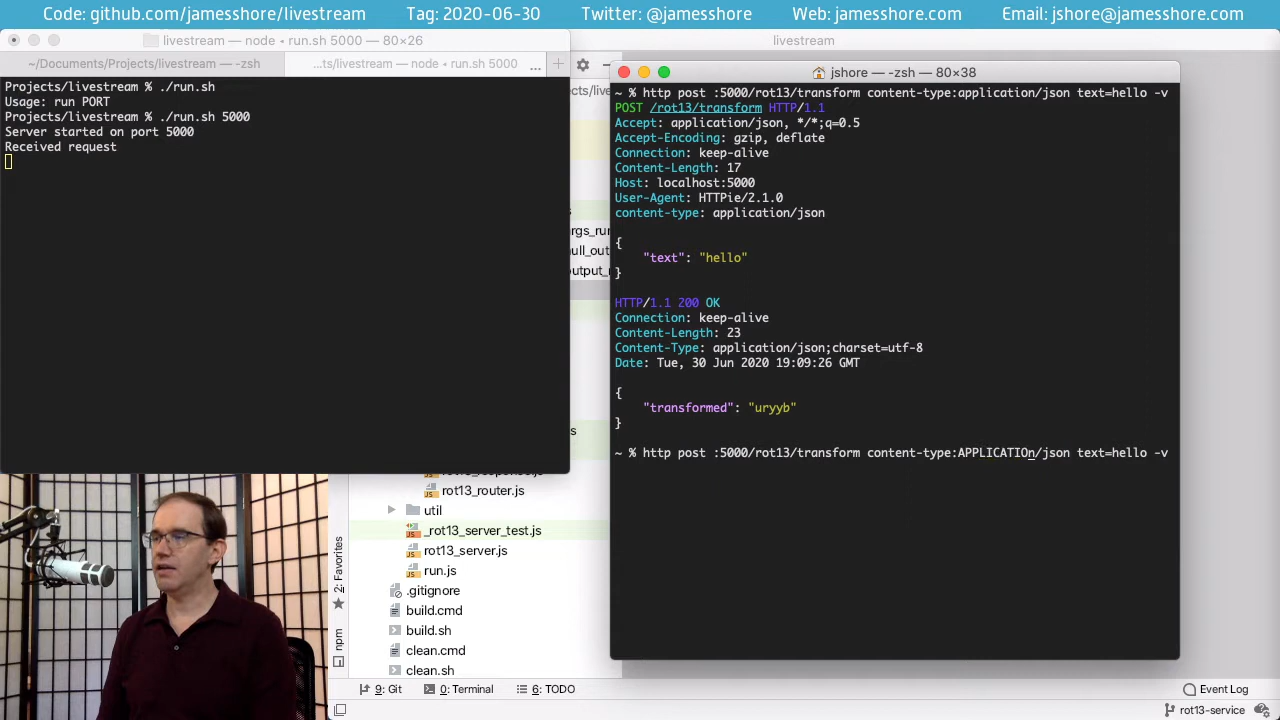 Code: github.com/jamesshore/livestream Tag: 2020-06-30 Twitter: @jamesshore Web: jamesshore.com Email: jshore@jamesshore.com
livestream — node ◂ run.sh 5000 — 80×26
livestream
~/Documents/Projects/livestream — -zsh
...ts/livestream — node ◂ run.sh 5000
...
Projects/livestream % ./run.sh
Usage: run PORT
Projects/livestream % ./run.sh 5000
Server started on port 5000
Received request
jshore — -zsh — 80×38
~ % http post :5000/rot13/transform content-type:application/json text=hello -v
POST /rot13/transform HTTP/1.1
Accept: application/json, */*;q=0.5
Accept-Encoding: gzip, deflate
Connection: keep-alive
Content-Length: 17
Host: localhost:5000
User-Agent: HTTPie/2.1.0
content-type: application/json
{
"text": "hello"
}
HTTP/1.1 200 OK
Connection: keep-alive
Content-Length: 23
Content-Type: application/json;charset=utf-8
Date: Tue, 30 Jun 2020 19:09:26 GMT
{
"transformed": "uryyb"
}
~ % http post :5000/rot13/transform content-type:APPLICATIOn/json text=hello -v
rot13_router.js
util
_rot13_server_test.js
rot13_server.js
run.js
.gitignore
build.cmd
build.sh
clean.cmd
clean.sh
2: Favorites
npm
9: Git 0: Terminal 6: TODO Event Log
rot13-service